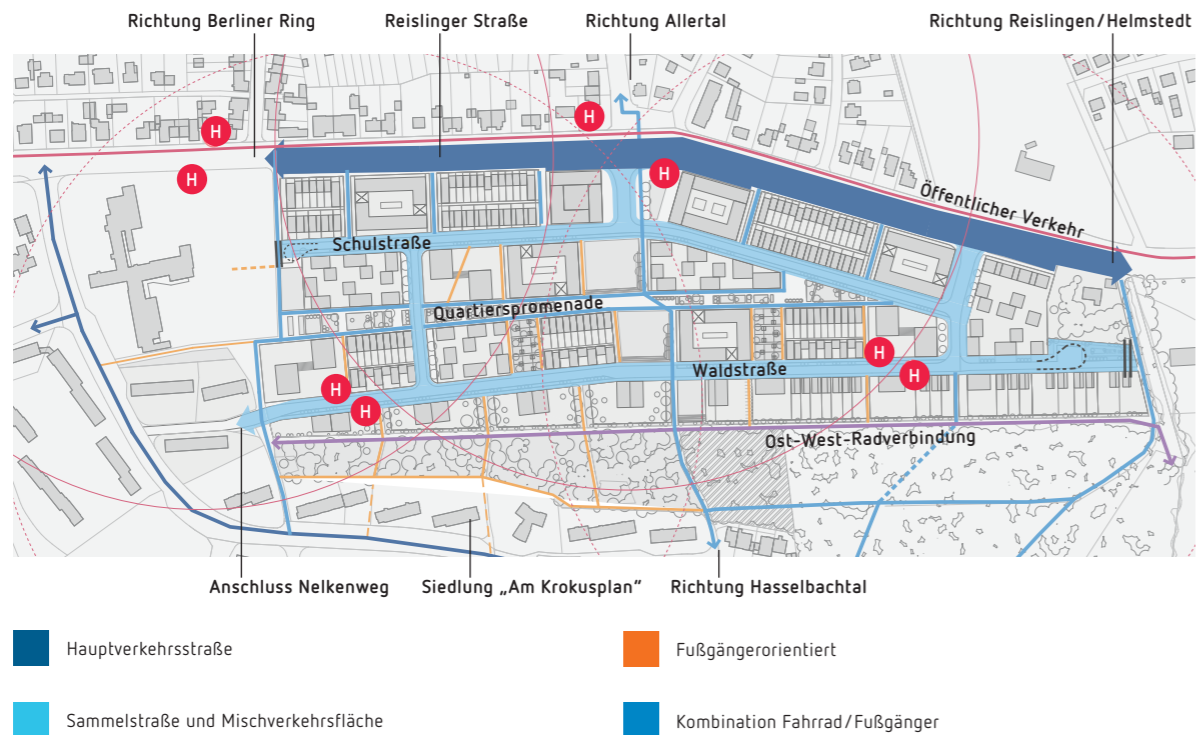 Richtung Berliner Ring
Reislinger Straße
Richtung Allertal
Richtung Reislingen/Helmstedt
H
H
H
H
Öffentlicher Verkehr
Schulstraße
Quartierspromenade
H
Waldstraße
H
H
H
Ost-West-Radverbindung
Anschluss Nelkenweg
Siedlung „Am Krokusplan“
Richtung Hasselbachtal
Hauptverkehrsstraße
Fußgängerorientiert
Sammelstraße und Mischverkehrsfläche
Kombination Fahrrad/Fußgänger